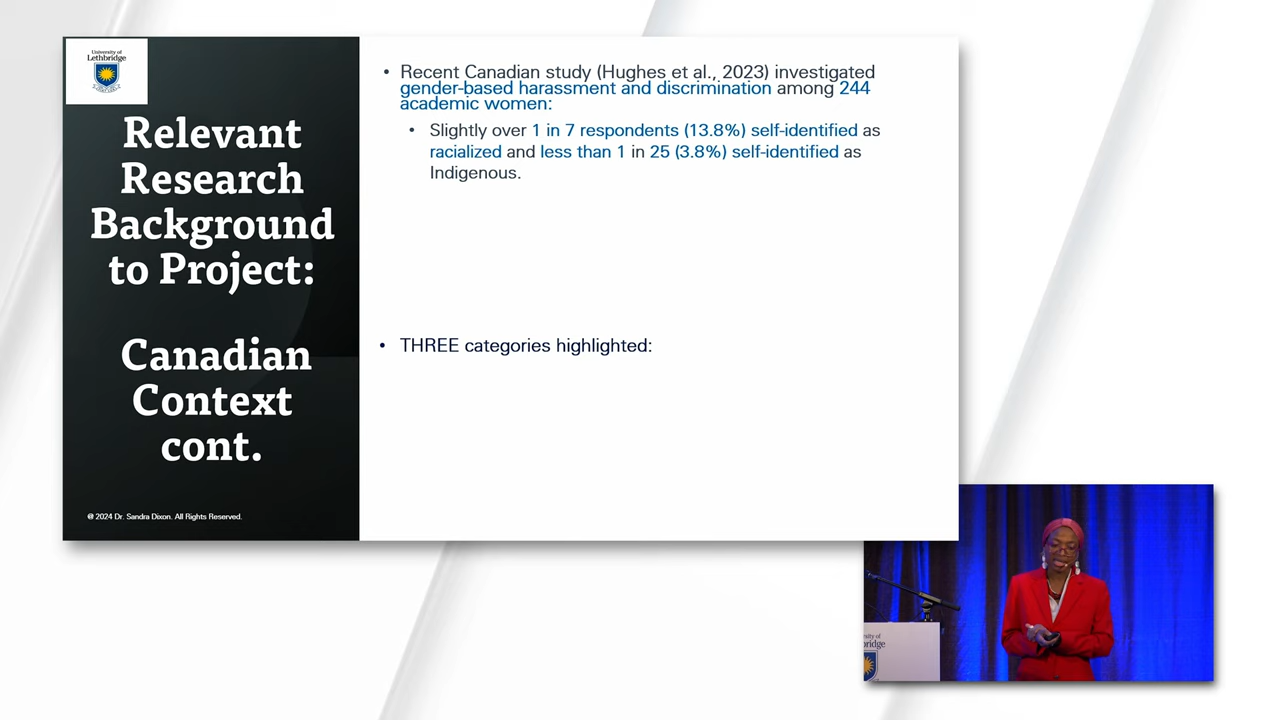 University of
Lethbridge
Relevant
Research
Background
to Project:
Canadian
Context
cont.
@ 2024 Dr. Sandra Dixon. All Rights Reserved.
• Recent Canadian study (Hughes et al., 2023) investigated
gender-based harassment and discrimination among 244
academic women:
• Slightly over 1 in 7 respondents (13.8%) self-identified as
racialized and less than 1 in 25 (3.8%) self-identified as
Indigenous.
• THREE categories highlighted:
rsity of
bridge